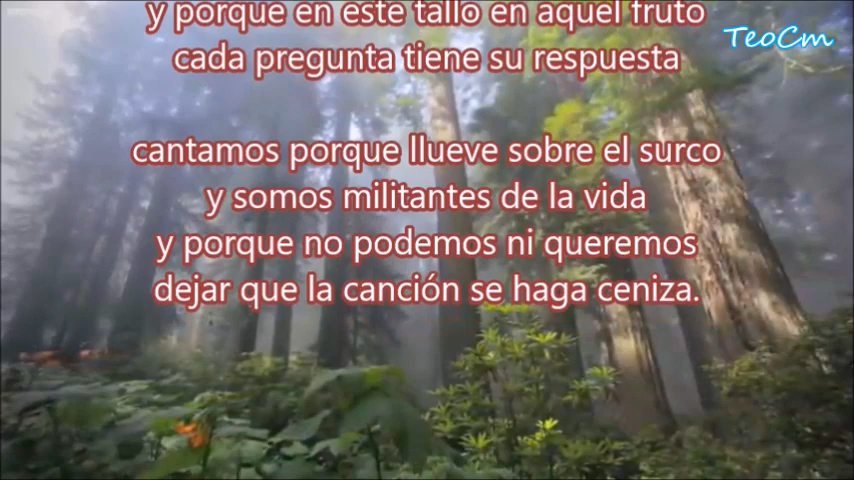 y porque en este tallo en aquel fruto
TeoCm
cada pregunta tiene su respuesta
cantamos porque llueve sobre el surco
y somos militantes de la vida
y porque no podemos ni queremos
dejar que la canción se haga ceniza.